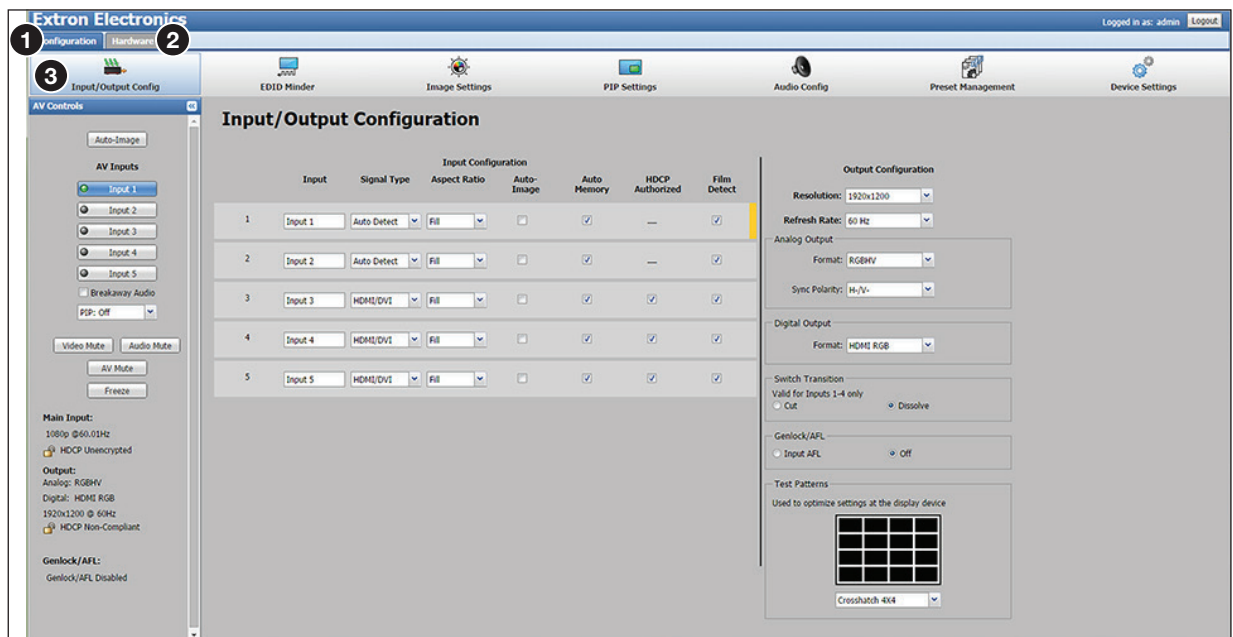 Extron Electronics
Logged in as: admin Logout
1 onfiguration Hardware 2
3
Input/Output Config EDID Minder Image Settings PIP Settings Audio Config Preset Management Device Settings
AV Controls
Auto-Image
AV Inputs
Input 1
Input 2
Input 3
Input 4
Input 5
Breakaway Audio
PIP: Off
Video Mute Audio Mute
AV Mute
Freeze
Main Input:
1080p @60.01Hz
HDCP Unencrypted
Output:
Analog: RGBHV
Digital: HDMI RGB
1920x1200 @ 60Hz
HDCP Non-Compliant
Genlock/AFL:
Genlock/AFL Disabled
Input/Output Configuration
Input Configuration
Input Signal Type Aspect Ratio Auto-Image Auto Memory HDCP Authorized Film Detect
1 Input 1 Auto Detect Fill —
2 Input 2 Auto Detect Fill —
3 Input 3 HDMI/DVI Fill
4 Input 4 HDMI/DVI Fill
5 Input 5 HDMI/DVI Fill
Output Configuration
Resolution: 1920x1200
Refresh Rate: 60 Hz
Analog Output
Format: RGBHV
Sync Polarity: H-/V-
Digital Output
Format: HDMI RGB
Switch Transition
Valid for Inputs 1-4 only
Cut Dissolve
Genlock/AFL
Input AFL Off
Test Patterns
Used to optimize settings at the display device
Crosshatch 4X4